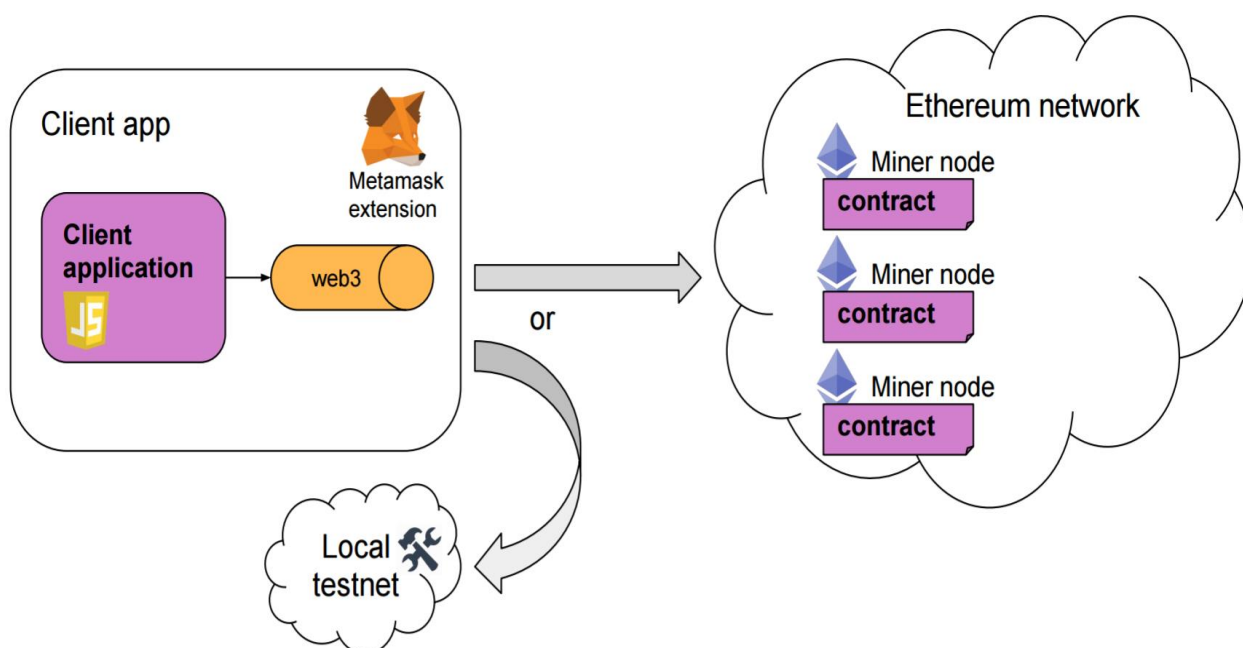 Client app
Metamask
extension
Client
application
JS
web3
or
Local
testnet
Ethereum network
Miner node
contract
Miner node
contract
Miner node
contract